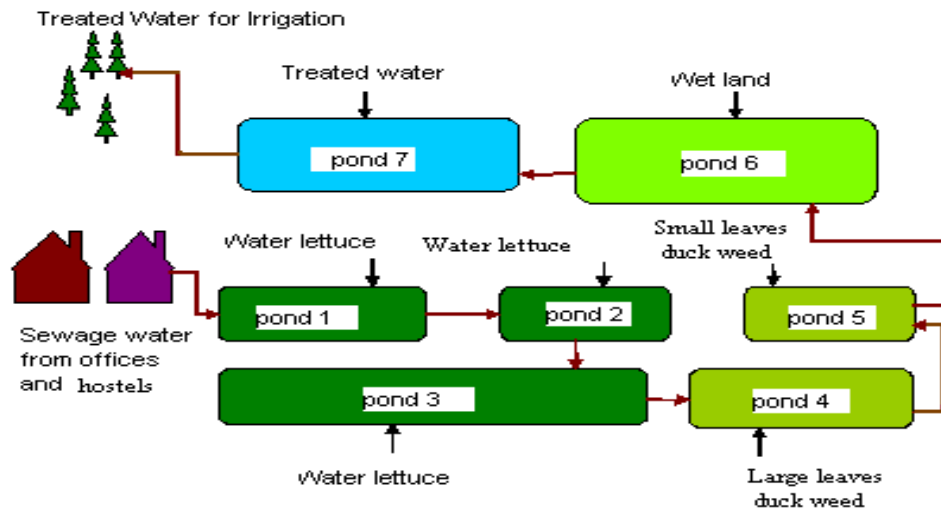 Treated Water for Irrigation
Treated water
Wet land
pond 7
pond 6
Water lettuce
Water lettuce
Small leaves
duck weed
pond 1
pond 2
pond 5
Sewage water
from offices
and hostels
pond 3
pond 4
Water lettuce
Large leaves
duck weed